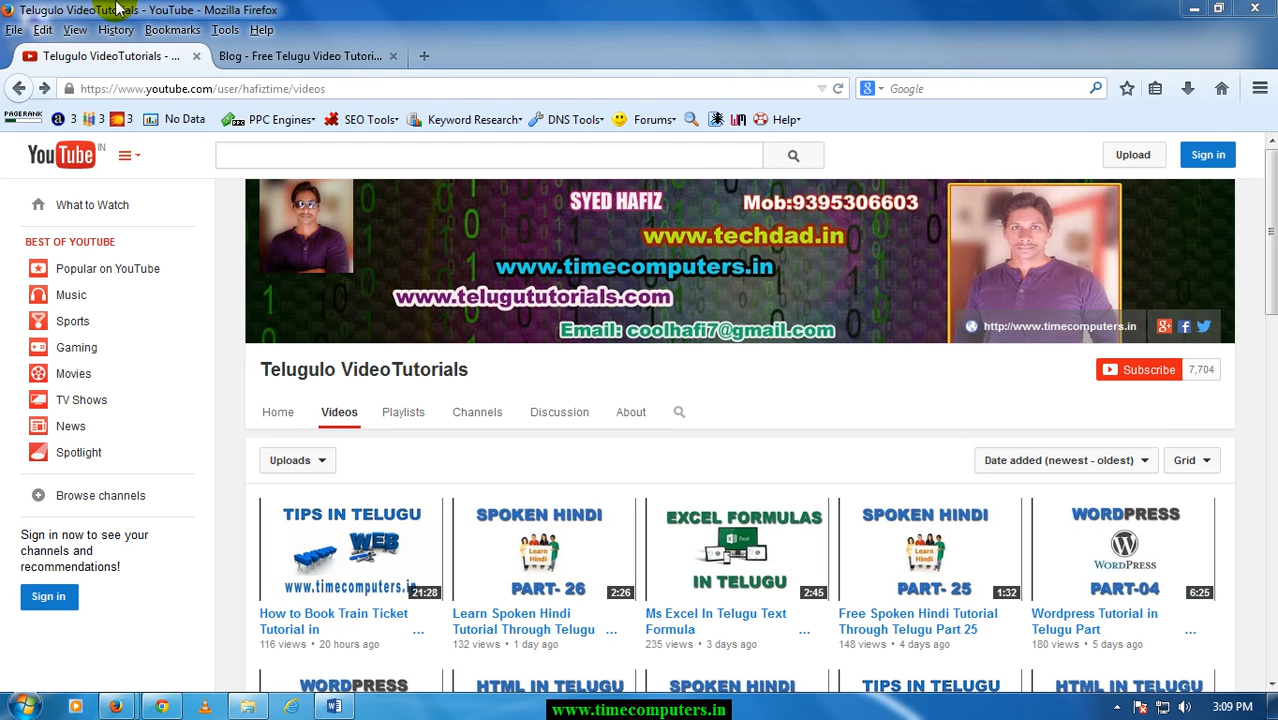 Telugulo VideoTutorials - YouTube - Mozilla Firefox
File Edit View History Bookmarks Tools Help
Telugulo VideoTutorials - ... Blog - Free Telugu Video Tutori...
https://www.youtube.com/user/hafiztime/videos Google
PAGERANK 3 3 3 No Data PPC Engines SEO Tools Keyword Research DNS Tools Forums Help
YouTube IN Upload Sign in
What to Watch
BEST OF YOUTUBE
Popular on YouTube
Music
Sports
Gaming
Movies
TV Shows
News
Spotlight
Browse channels
Sign in now to see your
channels and
recommendations!
Sign in
SYED HAFIZ Mob:9395306603
www.techdad.in
www.timecomputers.in
www.telugututorials.com
http://www.timecomputers.in
Email: coolhafi7@gmail.com
Telugulo VideoTutorials Subscribe 7,704
Home Videos Playlists Channels Discussion About
Uploads Date added (newest - oldest) Grid
TIPS IN TELUGU
WEB
www.timecomputers.in
21:28
How to Book Train Ticket
Tutorial in ...
116 views • 20 hours ago
SPOKEN HINDI
Learn Hindi
PART- 26
2:26
Learn Spoken Hindi
Tutorial Through Telugu ...
132 views • 1 day ago
EXCEL FORMULAS
IN TELUGU
2:45
Ms Excel In Telugu Text
Formula ...
235 views • 3 days ago
SPOKEN HINDI
Learn Hindi
PART- 25
1:32
Free Spoken Hindi Tutorial
Through Telugu Part 25
148 views • 4 days ago
WORDPRESS
WORDPRESS
PART-04
6:25
Wordpress Tutorial in
Telugu Part ...
180 views • 5 days ago
WORDPRESS HTML IN TELUGU SPOKEN HINDI TIPS IN TELUGU HTML IN TELUGU
www.timecomputers.in 3:09 PM